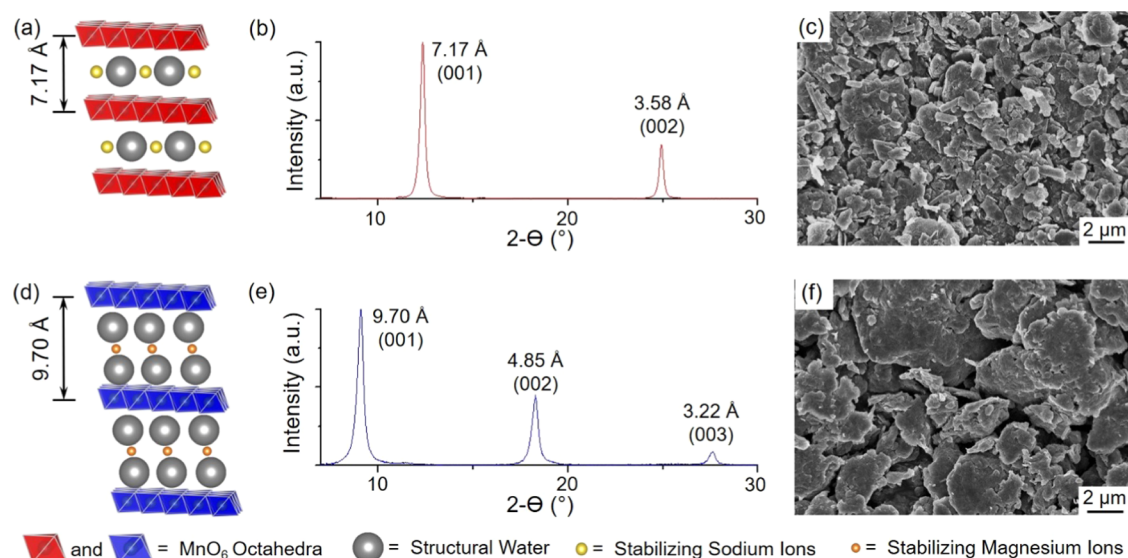 (a)
7.17 Å
(b)
Intensity (a.u.)
7.17 Å
(001)
3.58 Å
(002)
10
20
30
2-Ө (°)
(c)
2 µm
(d)
9.70 Å
(e)
Intensity (a.u.)
9.70 Å
(001)
4.85 Å
(002)
3.22 Å
(003)
10
20
30
2-Ө (°)
(f)
2 µm
and = MnO₆ Octahedra = Structural Water = Stabilizing Sodium Ions = Stabilizing Magnesium Ions